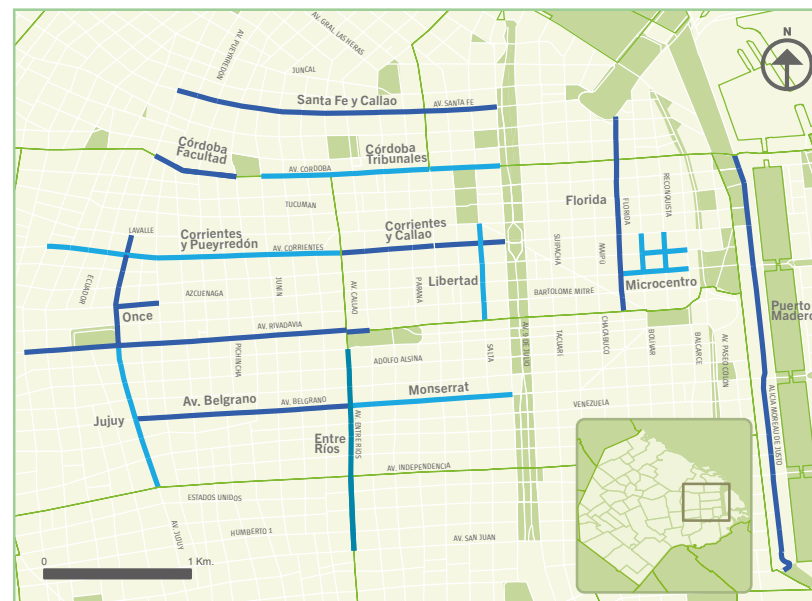 AV. GRAL LAS HERAS
AV. PUEYRREDÓN
N
JUNCAL
Santa Fe y Callao
AV. SANTA FE
Córdoba
Facultad
Córdoba
Tribunales
AV. CORDOBA
RECONQUISTA
TUCUMAN
Florida
FLORIDA
LAVALLE
Corrientes
y Pueyrredón
Corrientes
y Callao
AV. CORRIENTES
SUIPACHA
MAIPÚ
ECUADOR
AZCUENAGA
JUNIN
AV. CALLAO
PARANÁ
Libertad
BARTOLOME MITRE
Microcentro
Once
Puerto
Madero
AV. RIVADAVIA
AV. 9 DE JULIO
TACUARI
CHACABUCO
BOLIVAR
BALCARCE
AV. PASEO COLON
PICHINCHA
ADOLFO ALSINA
SALTA
Av. Belgrano
AV. BELGRANO
Monserrat
VENEZUELA
ALICIA MOREAU DE JUSTO
Jujuy
Entre
Ríos
AV. ENTRE RÍOS
AV. INDEPENDENCIA
ESTADOS UNIDOS
AV. JUJUY
HUMBERTO 1
AV. SAN JUAN
0
1 Km.